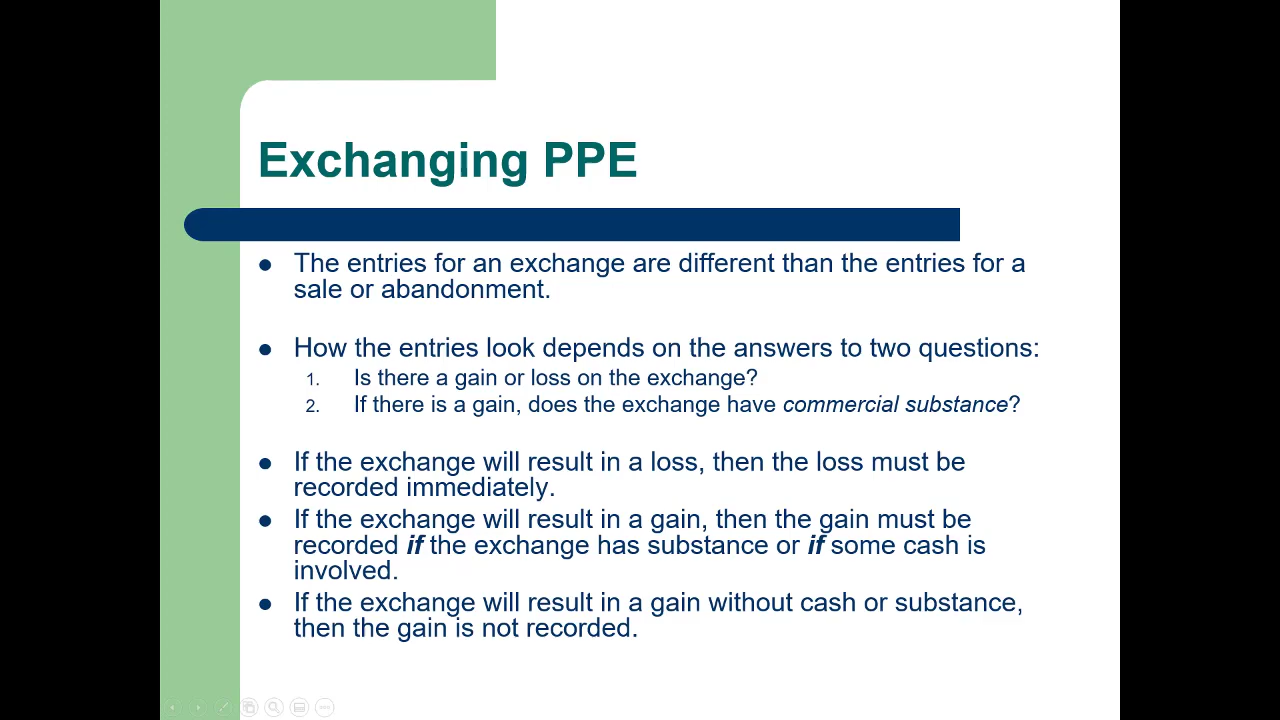 Exchanging PPE
● The entries for an exchange are different than the entries for a
sale or abandonment.
● How the entries look depends on the answers to two questions:
1. Is there a gain or loss on the exchange?
2. If there is a gain, does the exchange have commercial substance?
● If the exchange will result in a loss, then the loss must be
recorded immediately.
● If the exchange will result in a gain, then the gain must be
recorded if the exchange has substance or if some cash is
involved.
● If the exchange will result in a gain without cash or substance,
then the gain is not recorded.